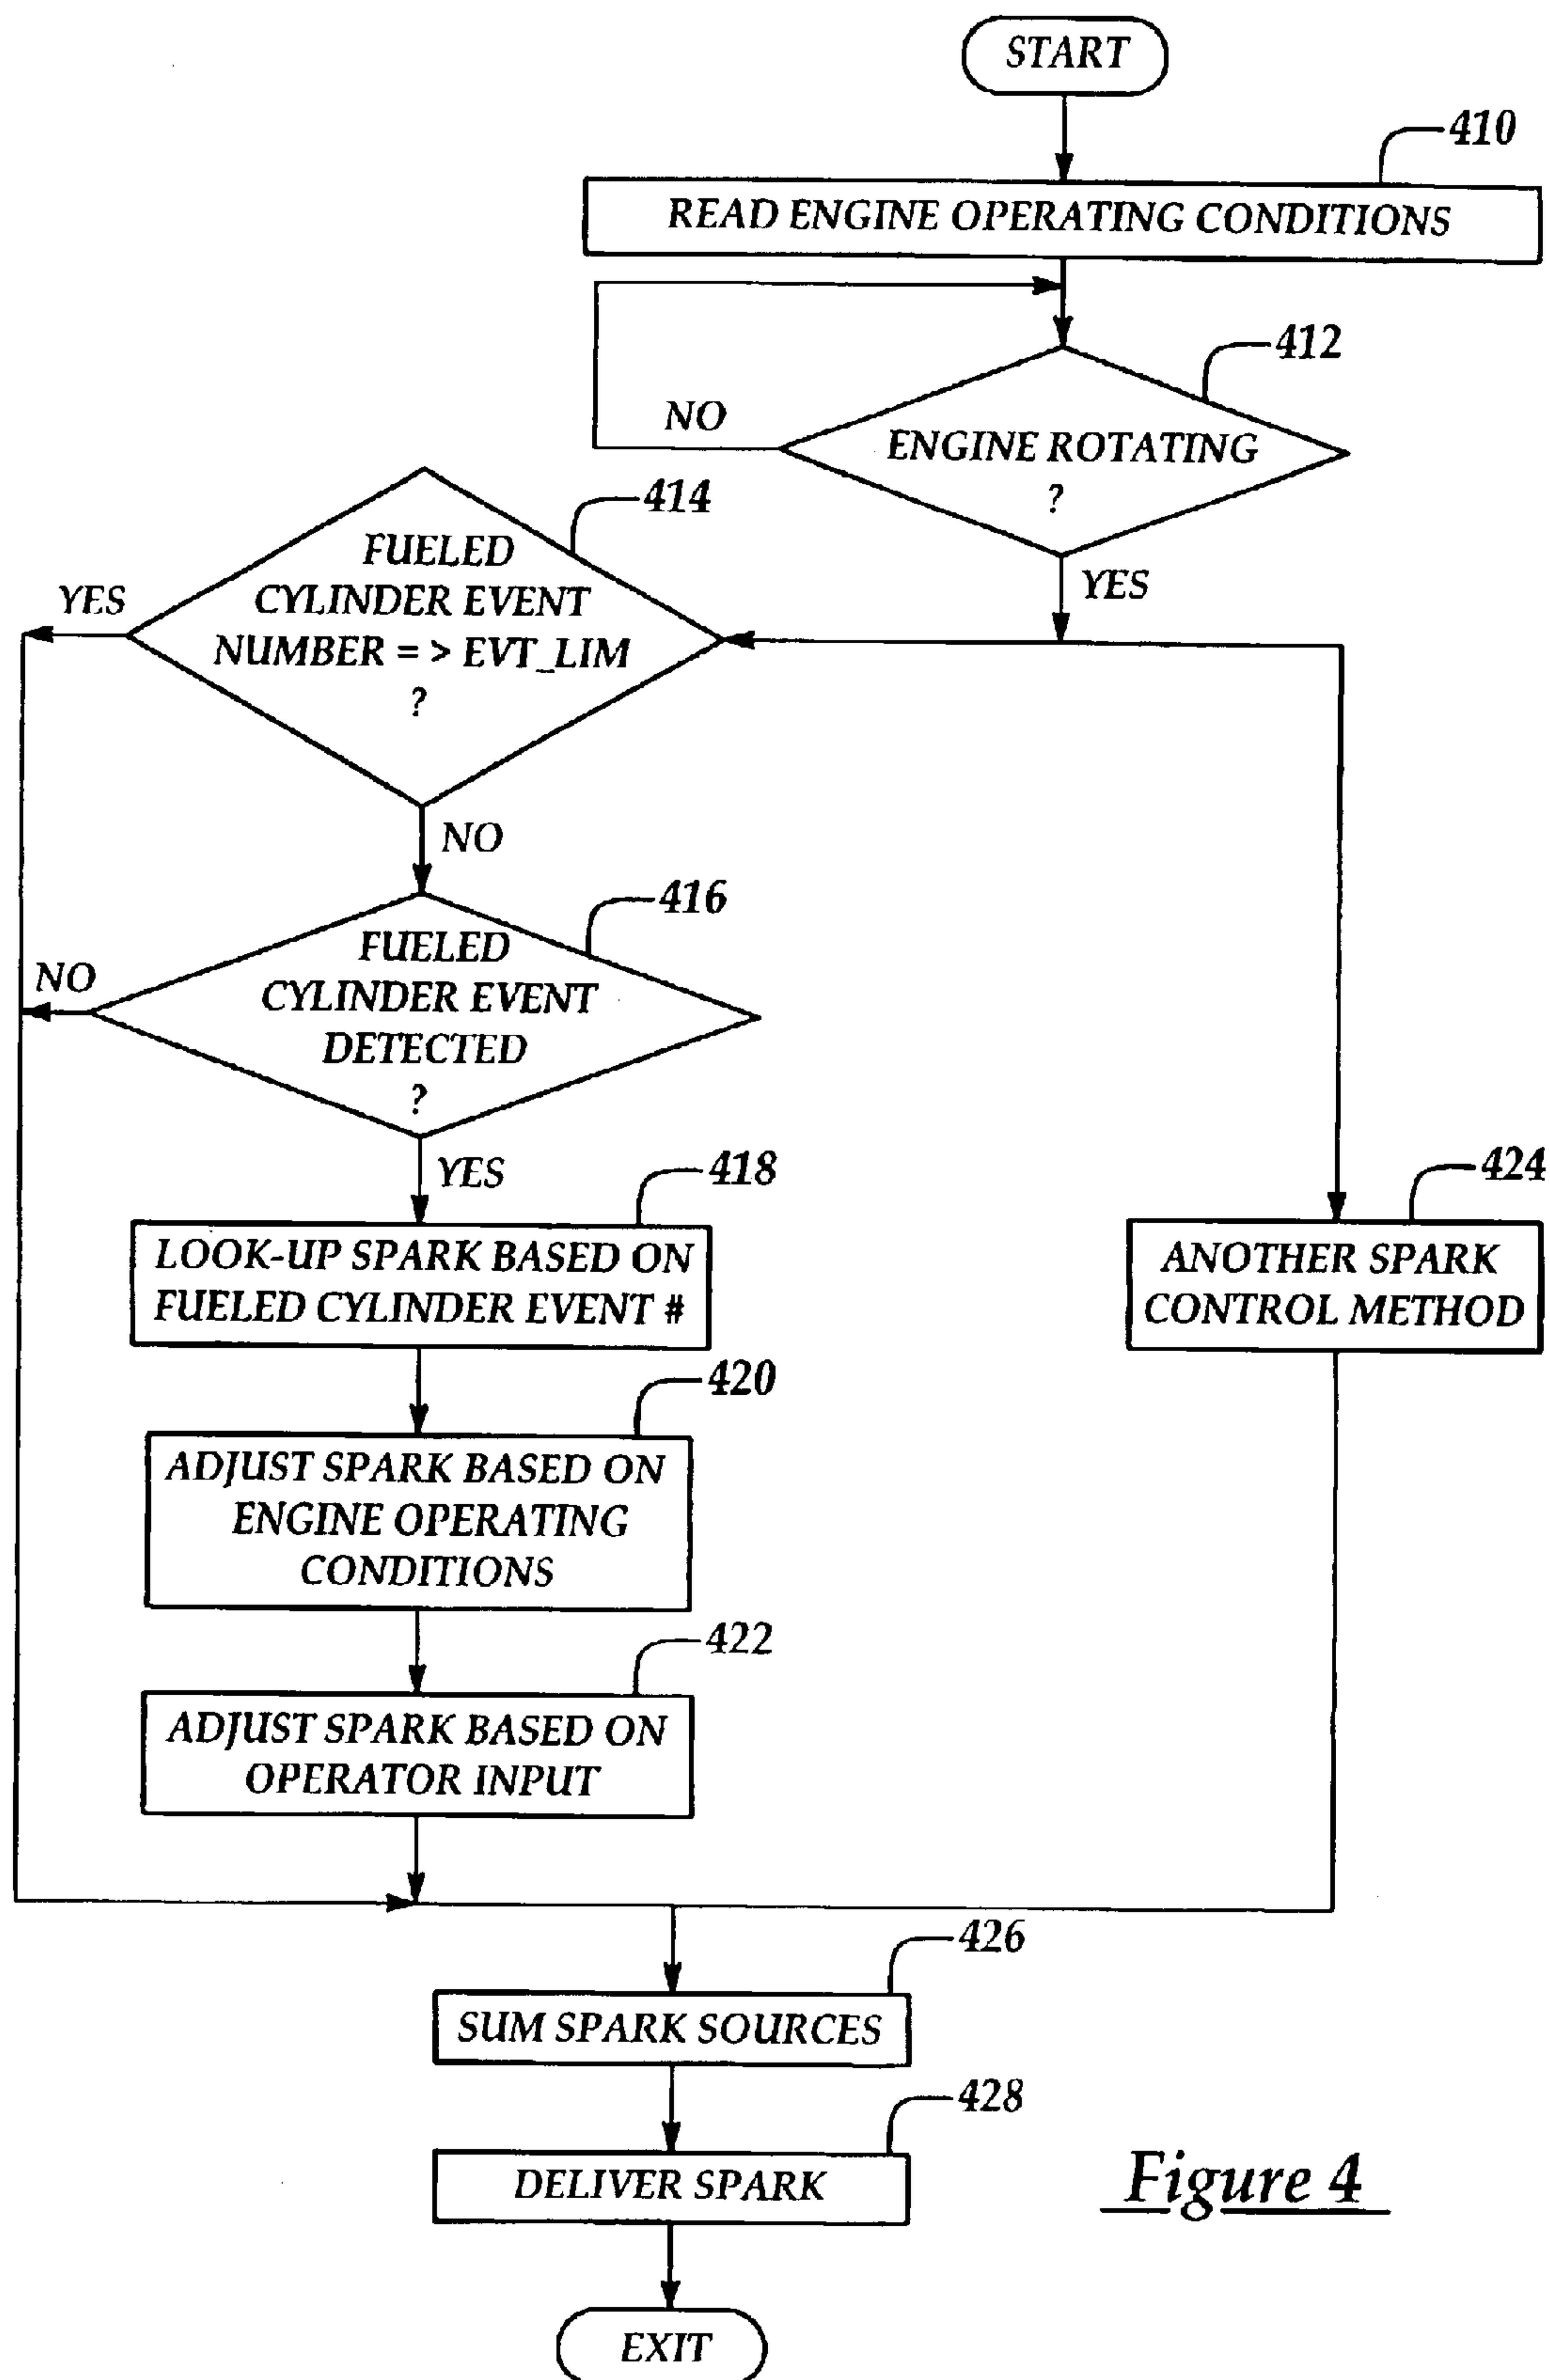 START
410
READ ENGINE OPERATING CONDITIONS
412
NO
ENGINE ROTATING
?
YES
414
FUELED
CYLINDER EVENT
NUMBER = > EVT_LIM
?
YES
NO
416
FUELED
CYLINDER EVENT
DETECTED
?
NO
YES
418
LOOK-UP SPARK BASED ON
FUELED CYLINDER EVENT #
424
ANOTHER SPARK
CONTROL METHOD
420
ADJUST SPARK BASED ON
ENGINE OPERATING
CONDITIONS
422
ADJUST SPARK BASED ON
OPERATOR INPUT
426
SUM SPARK SOURCES
428
DELIVER SPARK
Figure 4
EXIT